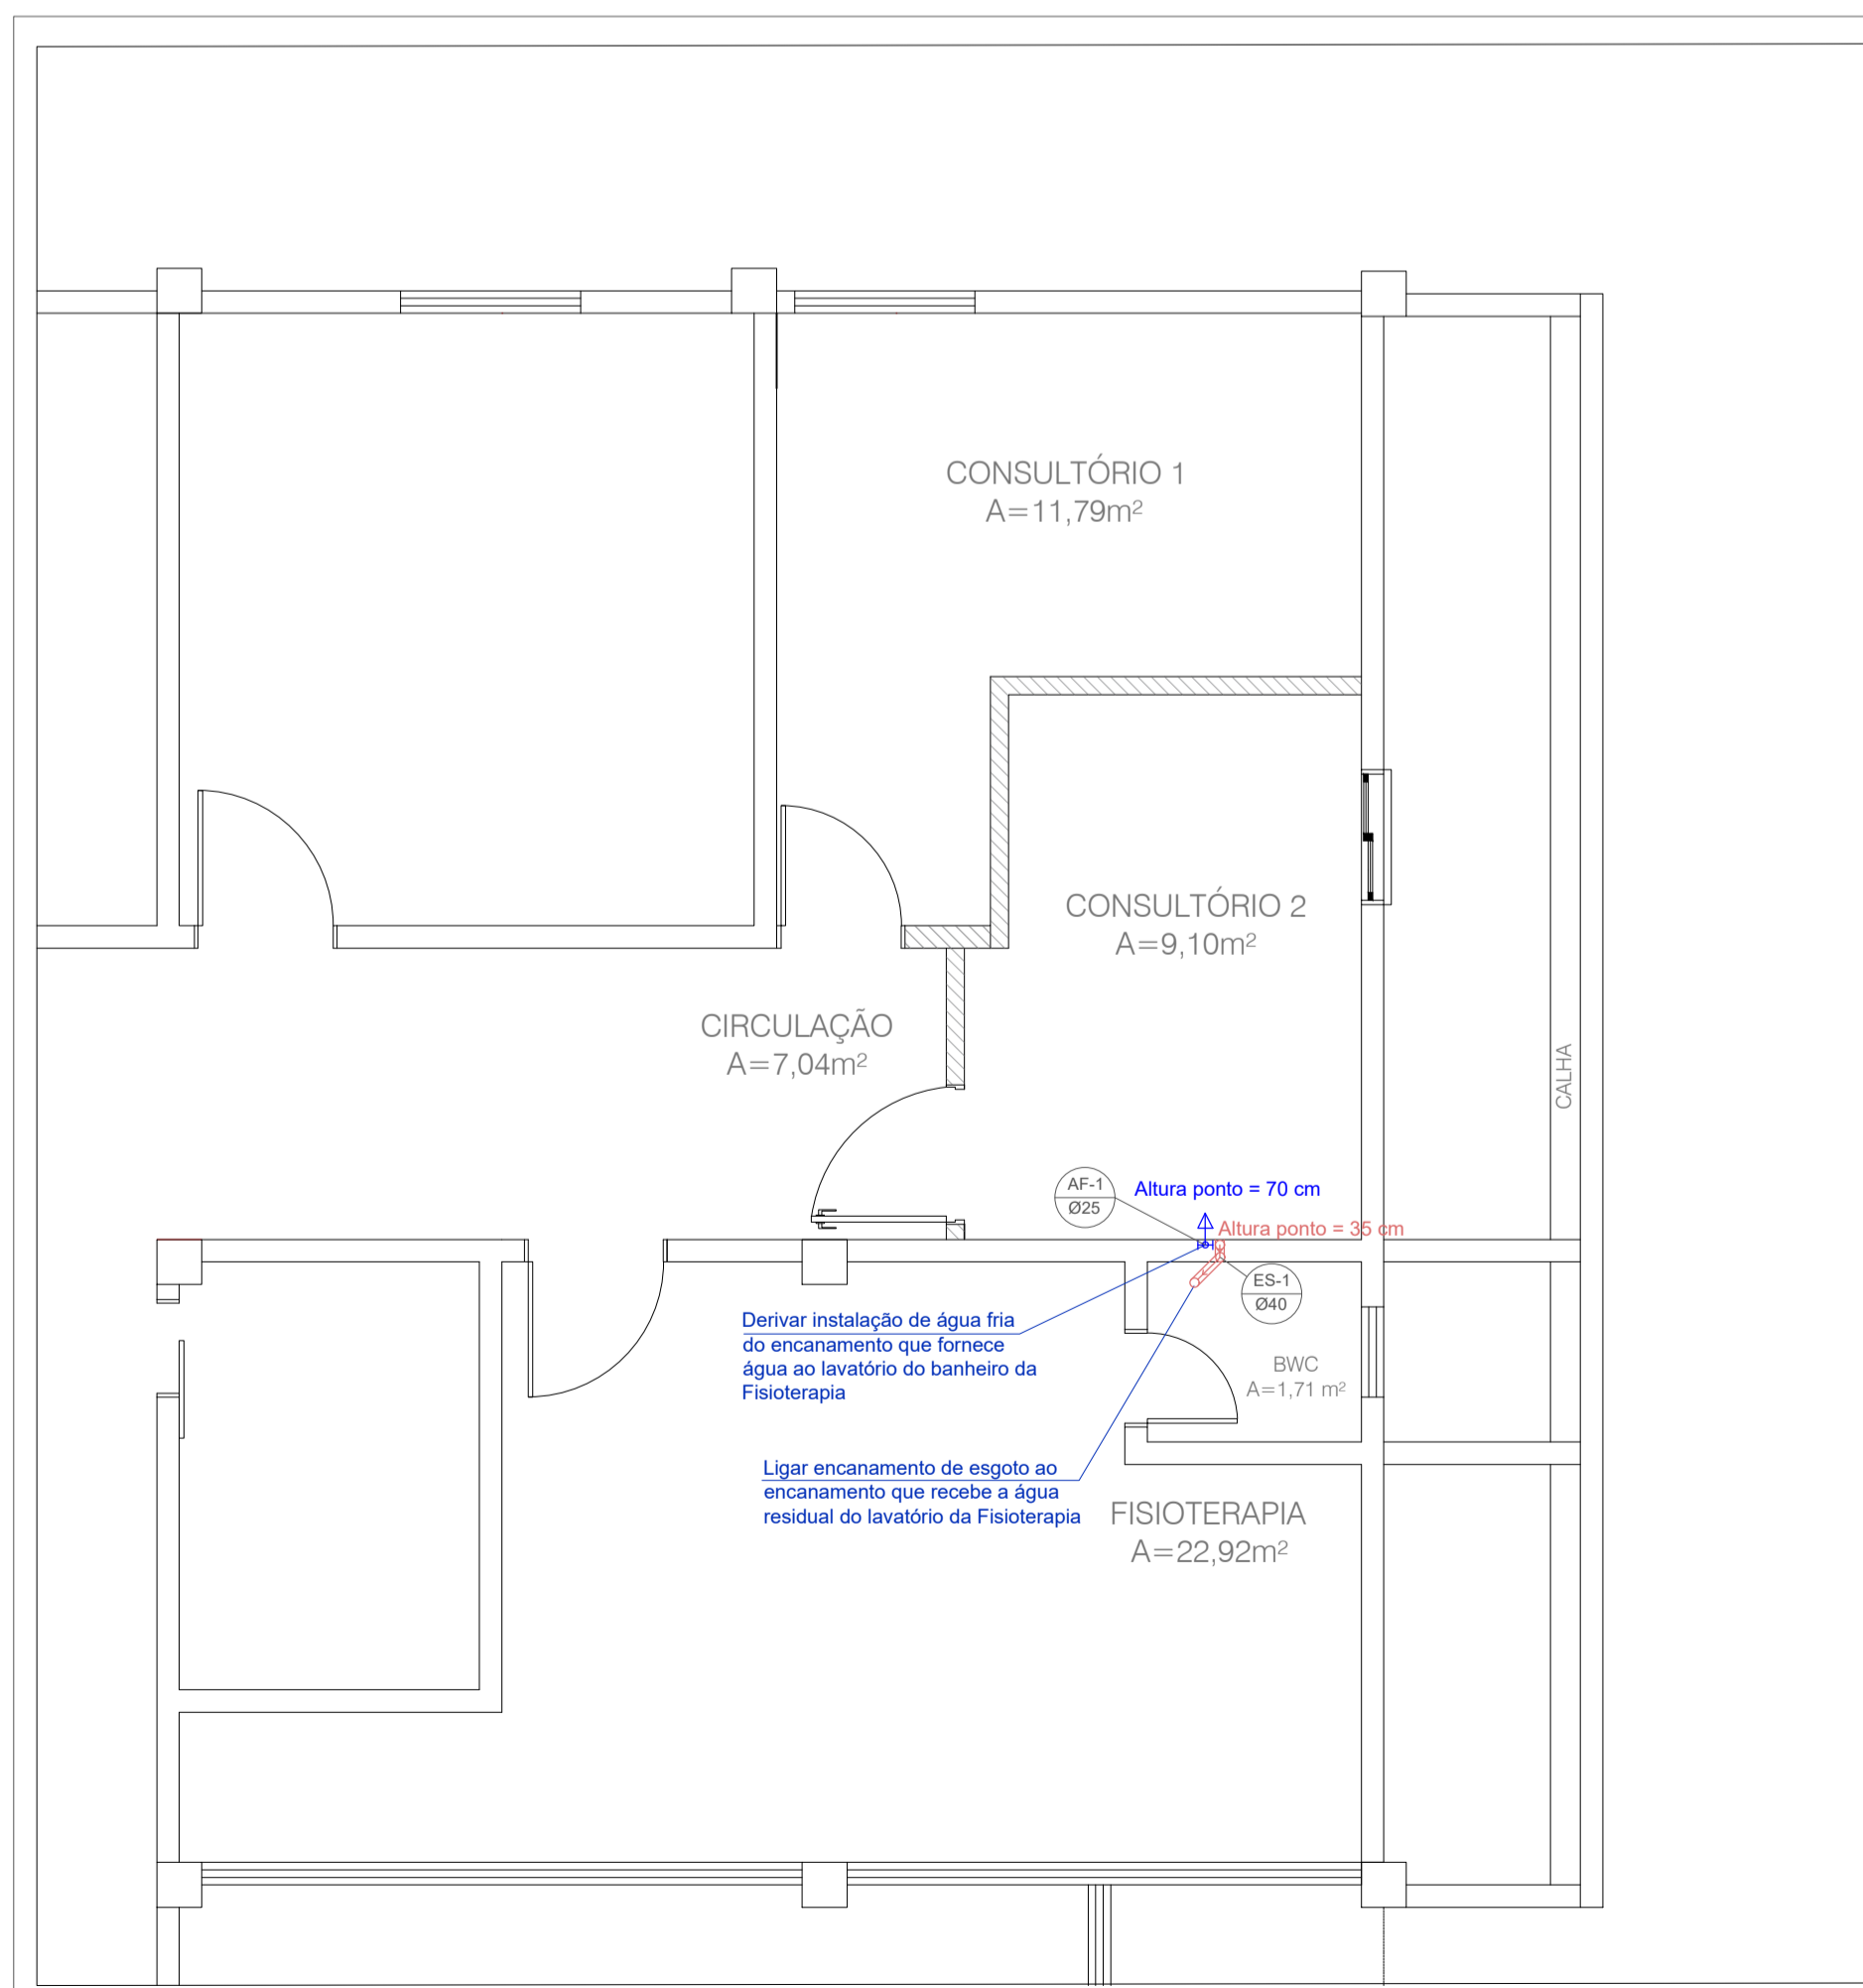 CONSULTÓRIO 1
A=11,79m²
CONSULTÓRIO 2
A=9,10m²
CIRCULAÇÃO
A=7,04m²
CALHA
AF-1
Ø25
Altura ponto = 70 cm
Altura ponto = 35 cm
ES-1
Ø40
Derivar instalação de água fria
do encanamento que fornece
água ao lavatório do banheiro da
Fisioterapia
BWC
A=1,71 m²
Ligar encanamento de esgoto ao
encanamento que recebe a água
residual do lavatório da Fisioterapia
FISIOTERAPIA
A=22,92m²